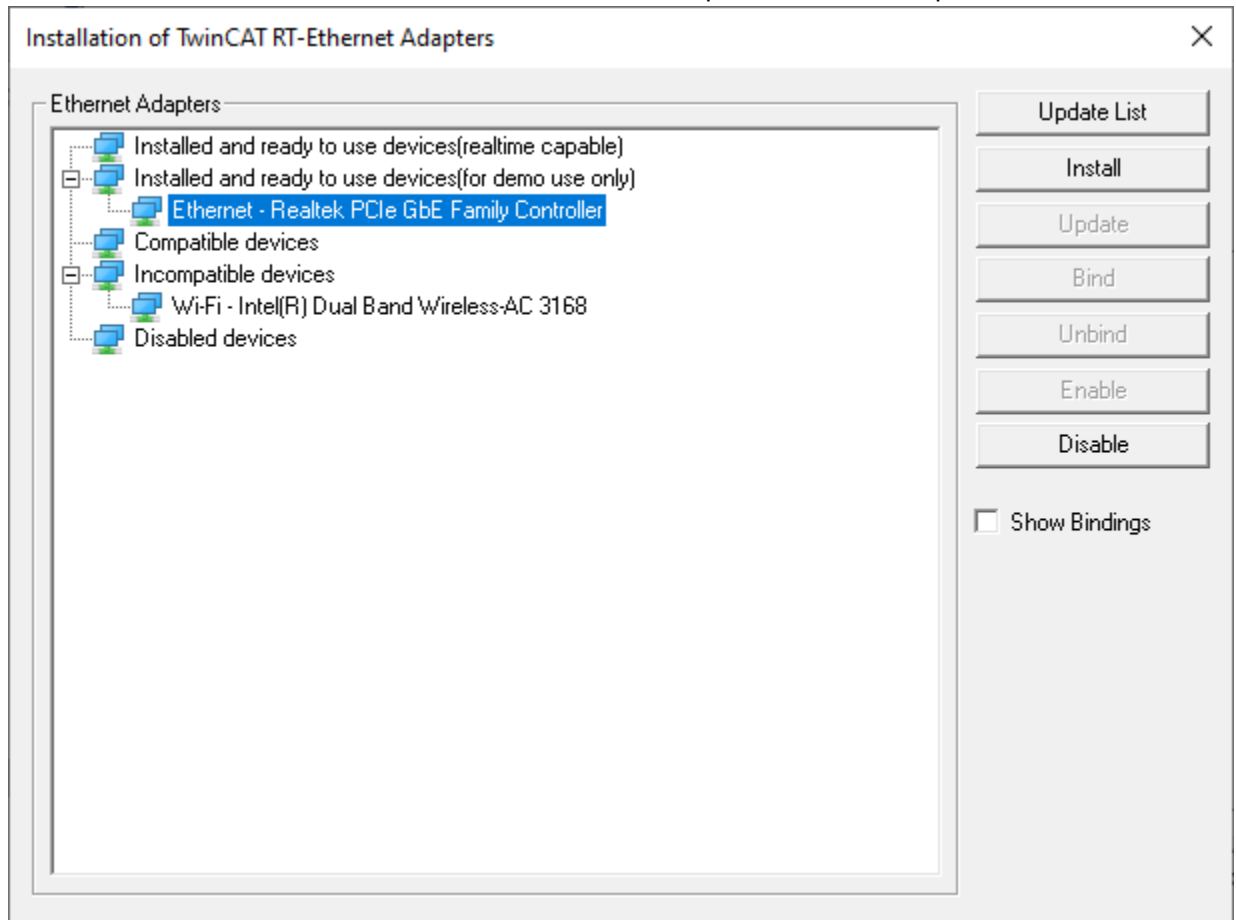 Installation of TwinCAT RT-Ethernet Adapters
Ethernet Adapters
Installed and ready to use devices(realtime capable)
Installed and ready to use devices(for demo use only)
Ethernet - Realtek PCIe GbE Family Controller
Compatible devices
Incompatible devices
Wi-Fi - Intel(R) Dual Band Wireless-AC 3168
Disabled devices
Update List
Install
Update
Bind
Unbind
Enable
Disable
Show Bindings